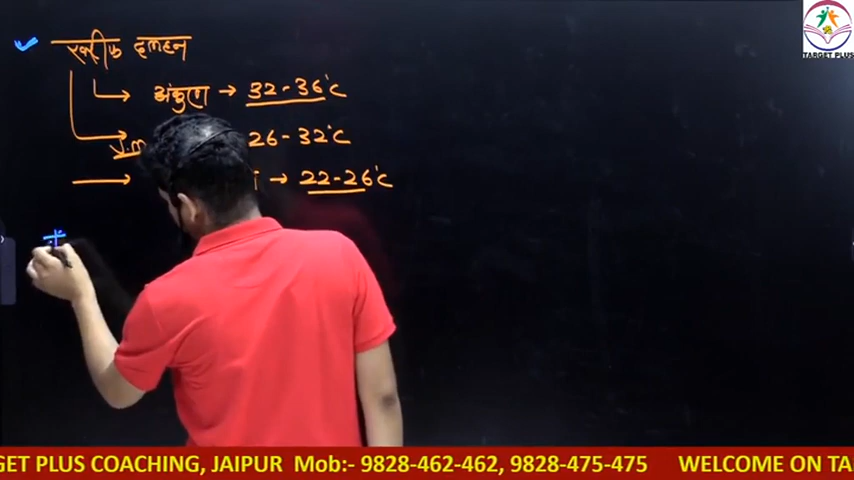 खरीफ दलहन
अंकुरण → 32-36°C
V.m 26-32°C
→ 22-26°C
TARGET PLUS
GET PLUS COACHING, JAIPUR Mob:- 9828-462-462, 9828-475-475 WELCOME ON TA